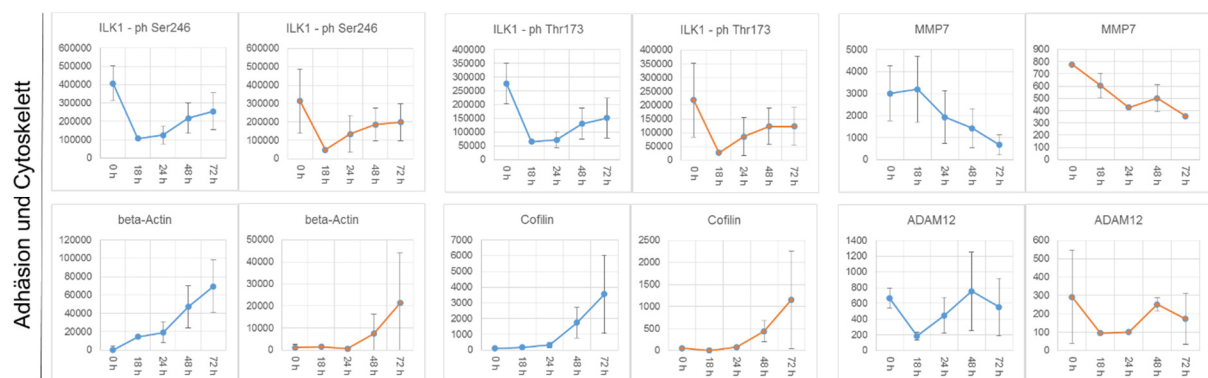 Adhäsion und Cytoskelett
ILK1 - ph Ser246
600000
500000
400000
300000
200000
100000
0
0 h
18 h
24 h
48 h
72 h
ILK1 - ph Ser246
600000
500000
400000
300000
200000
100000
0
0 h
18 h
24 h
48 h
72 h
ILK1 - ph Thr173
400000
350000
300000
250000
200000
150000
100000
50000
0
0 h
18 h
24 h
48 h
72 h
ILK1 - ph Thr173
400000
350000
300000
250000
200000
150000
100000
50000
0
0 h
18 h
24 h
48 h
72 h
MMP7
5000
4000
3000
2000
1000
0
0 h
18 h
24 h
48 h
72 h
MMP7
900
800
700
600
500
400
300
200
100
0
0 h
18 h
24 h
48 h
72 h
beta-Actin
120000
100000
80000
60000
40000
20000
0
0 h
18 h
24 h
48 h
72 h
beta-Actin
50000
40000
30000
20000
10000
0
0 h
18 h
24 h
48 h
72 h
Cofilin
7000
6000
5000
4000
3000
2000
1000
0
0 h
18 h
24 h
48 h
72 h
Cofilin
2500
2000
1500
1000
500
0
0 h
18 h
24 h
48 h
72 h
ADAM12
1400
1200
1000
800
600
400
200
0
0 h
18 h
24 h
48 h
72 h
ADAM12
600
500
400
300
200
100
0
0 h
18 h
24 h
48 h
72 h